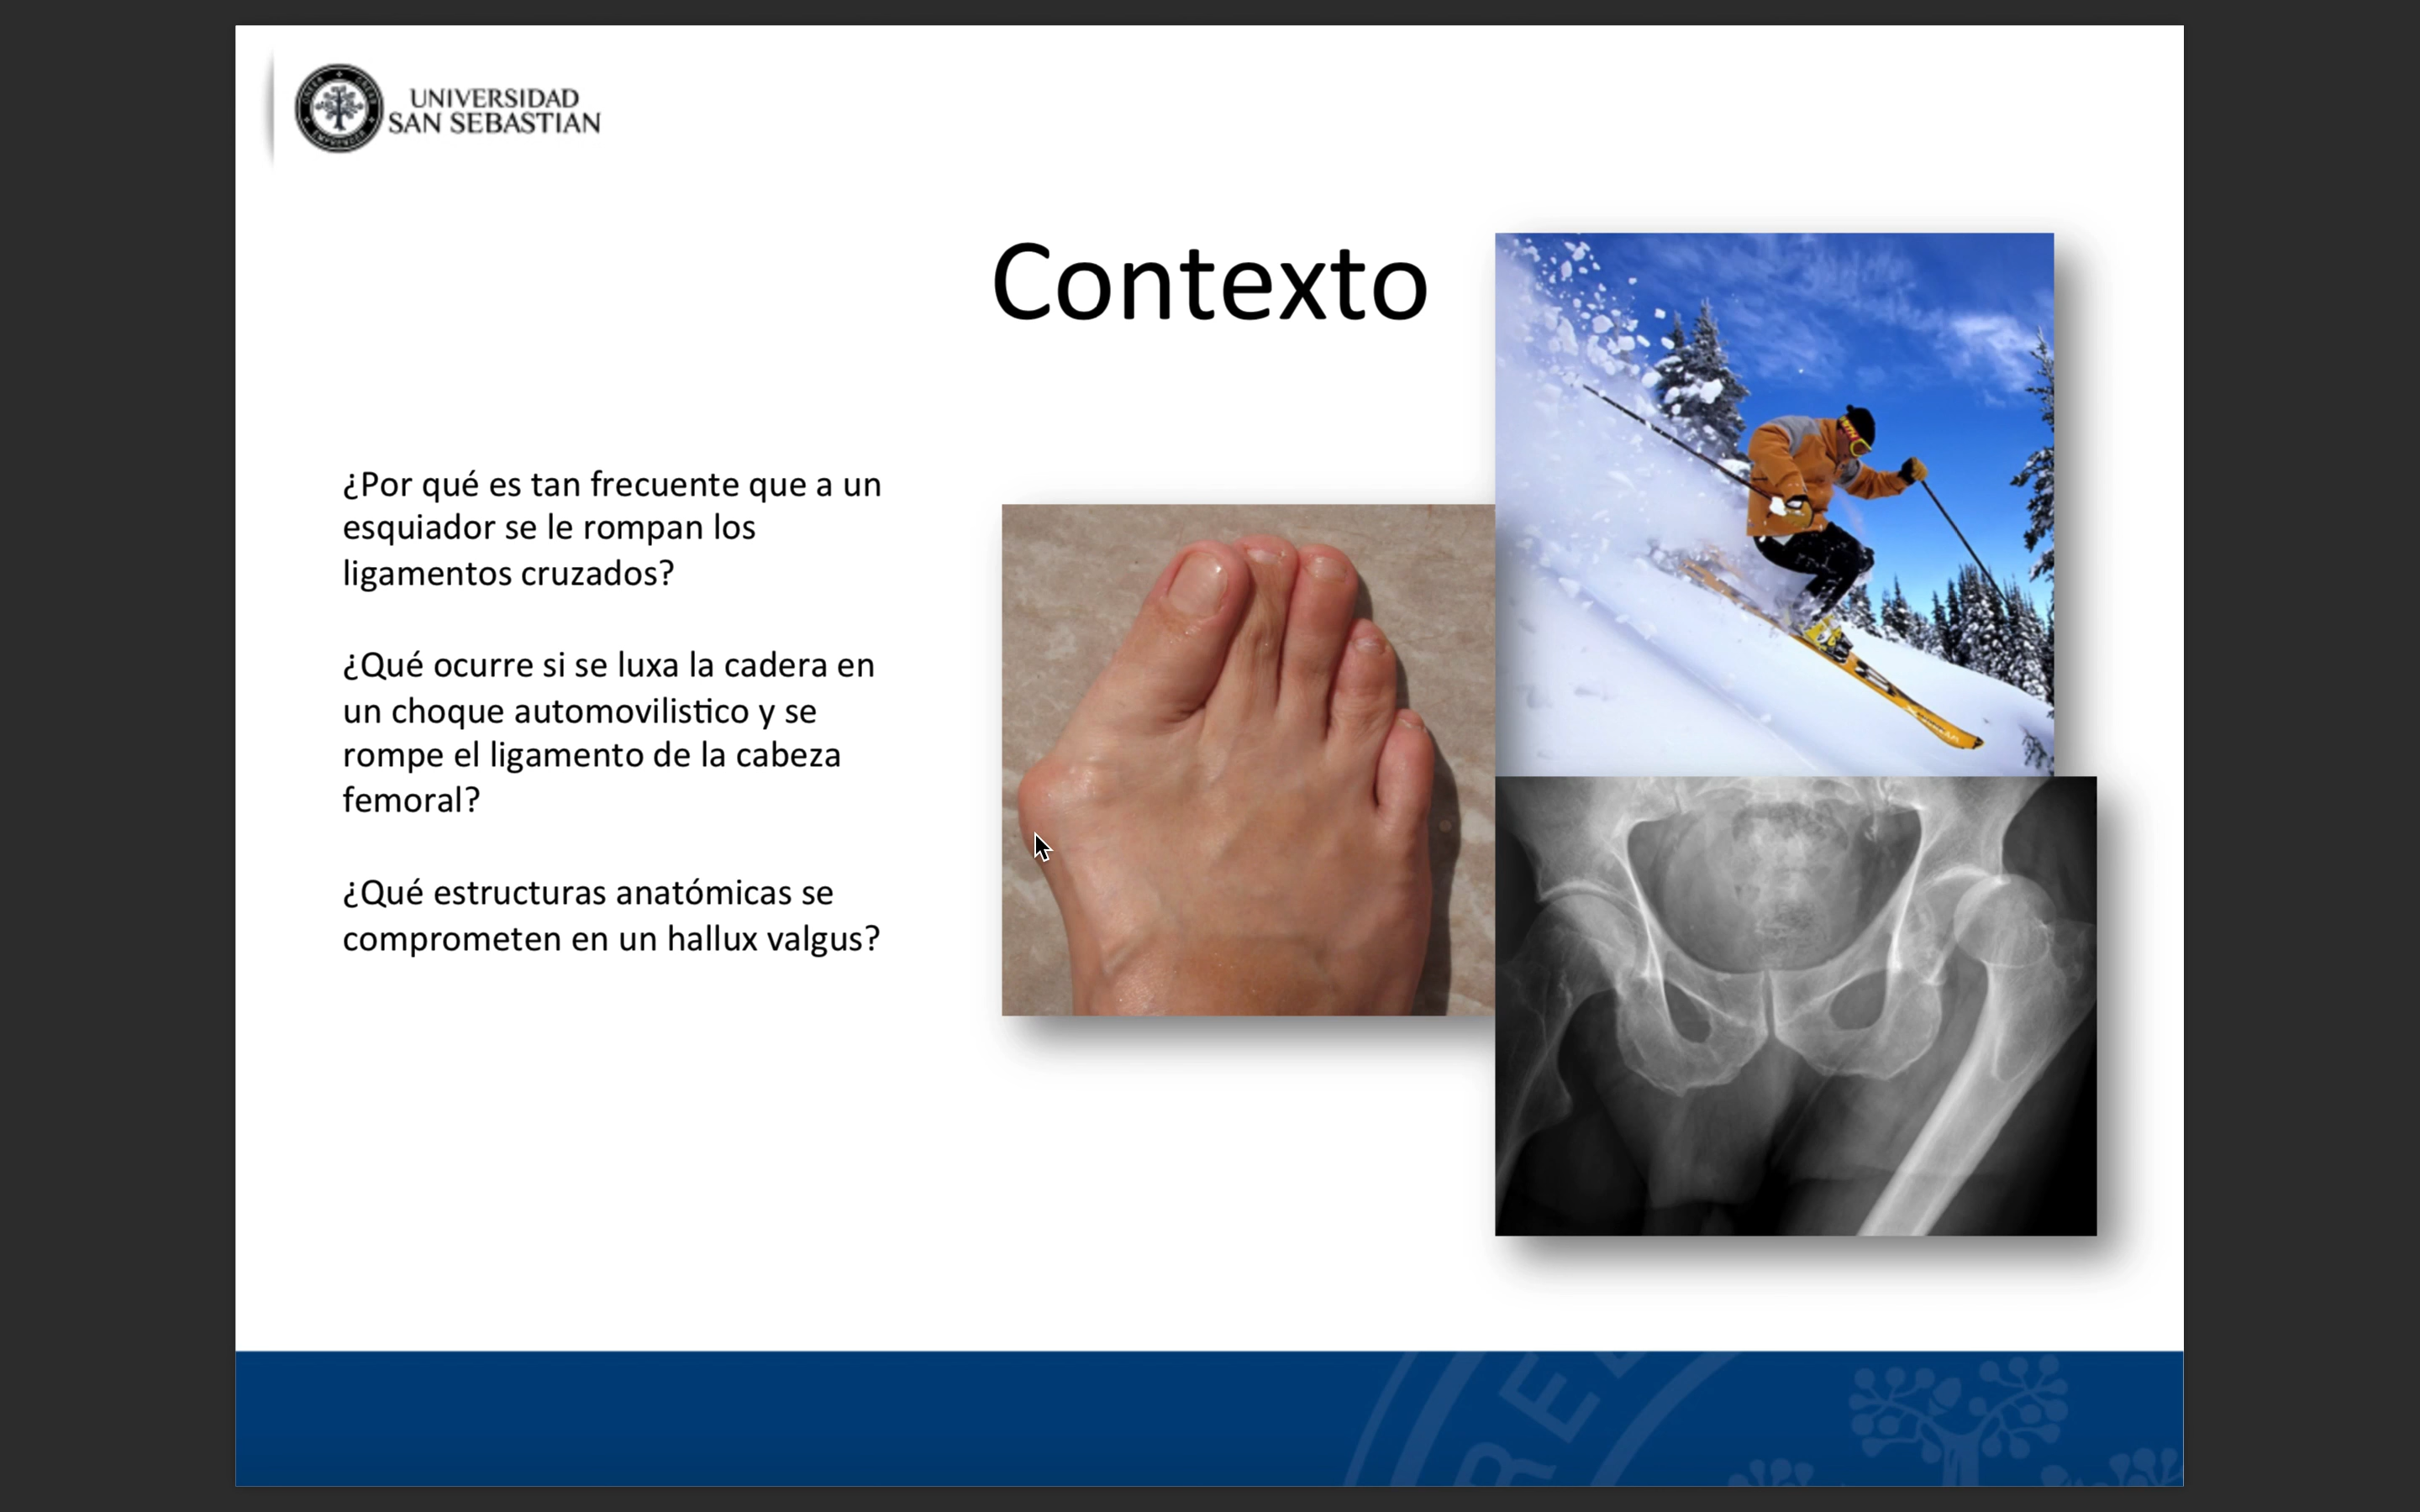 UNIVERSIDAD
SAN SEBASTIAN
Contexto
¿Por qué es tan frecuente que a un
esquiador se le rompan los
ligamentos cruzados?
¿Qué ocurre si se luxa la cadera en
un choque automovilistico y se
rompe el ligamento de la cabeza
femoral?
¿Qué estructuras anatómicas se
comprometen en un hallux valgus?